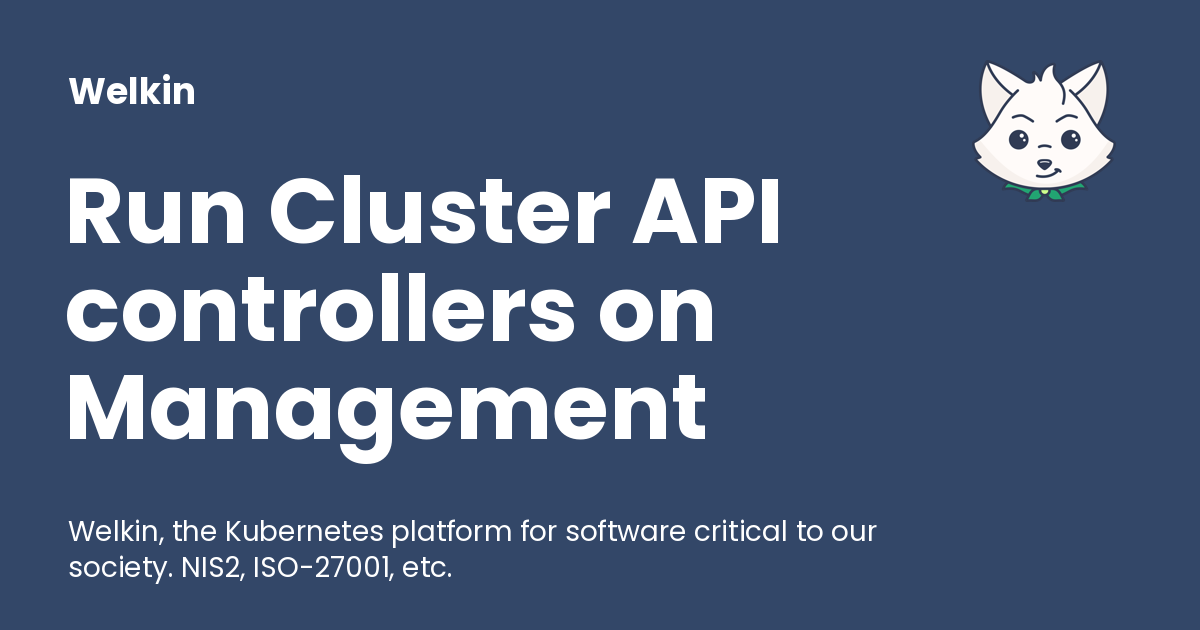 Welkin
Run Cluster API
controllers on
Management
Welkin, the Kubernetes platform for software critical to our
society. NIS2, ISO-27001, etc.